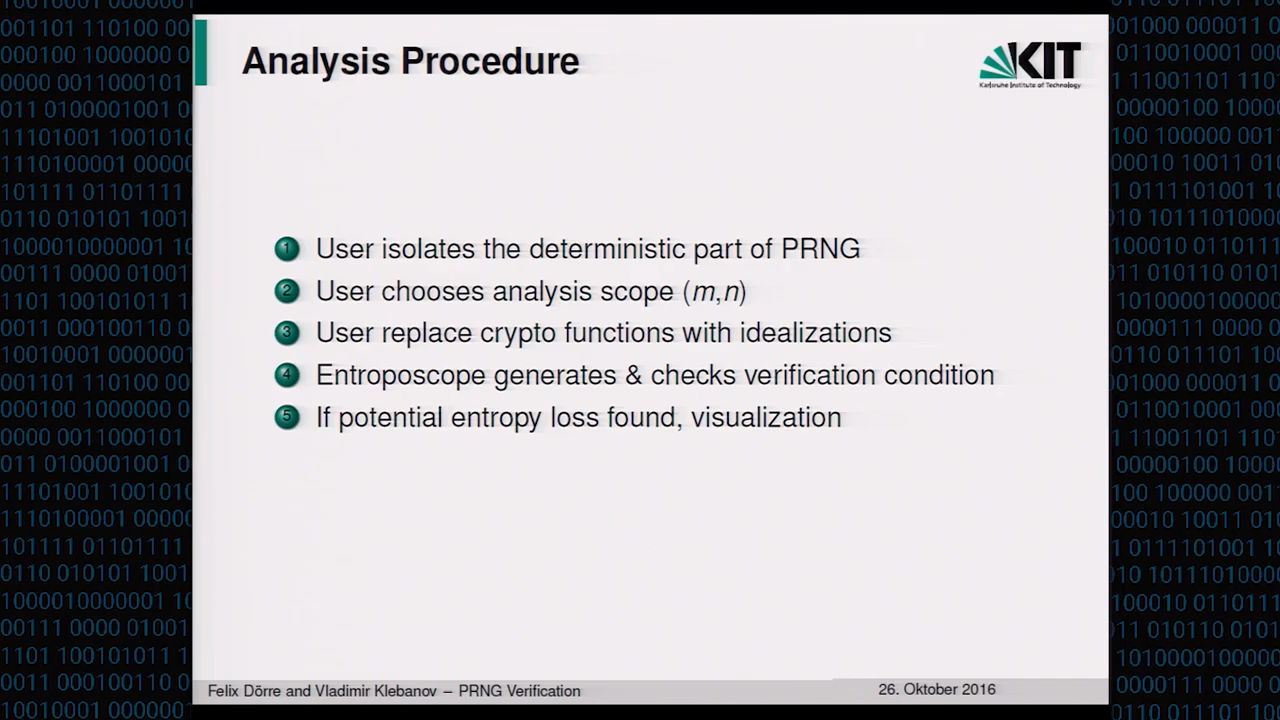 Analysis Procedure
KIT
Karlsruhe Institute of Technology
1 User isolates the deterministic part of PRNG
2 User chooses analysis scope (m,n)
3 User replace crypto functions with idealizations
4 Entroposcope generates & checks verification condition
5 If potential entropy loss found, visualization
Felix Dörre and Vladimir Klebanov – PRNG Verification
26. Oktober 2016